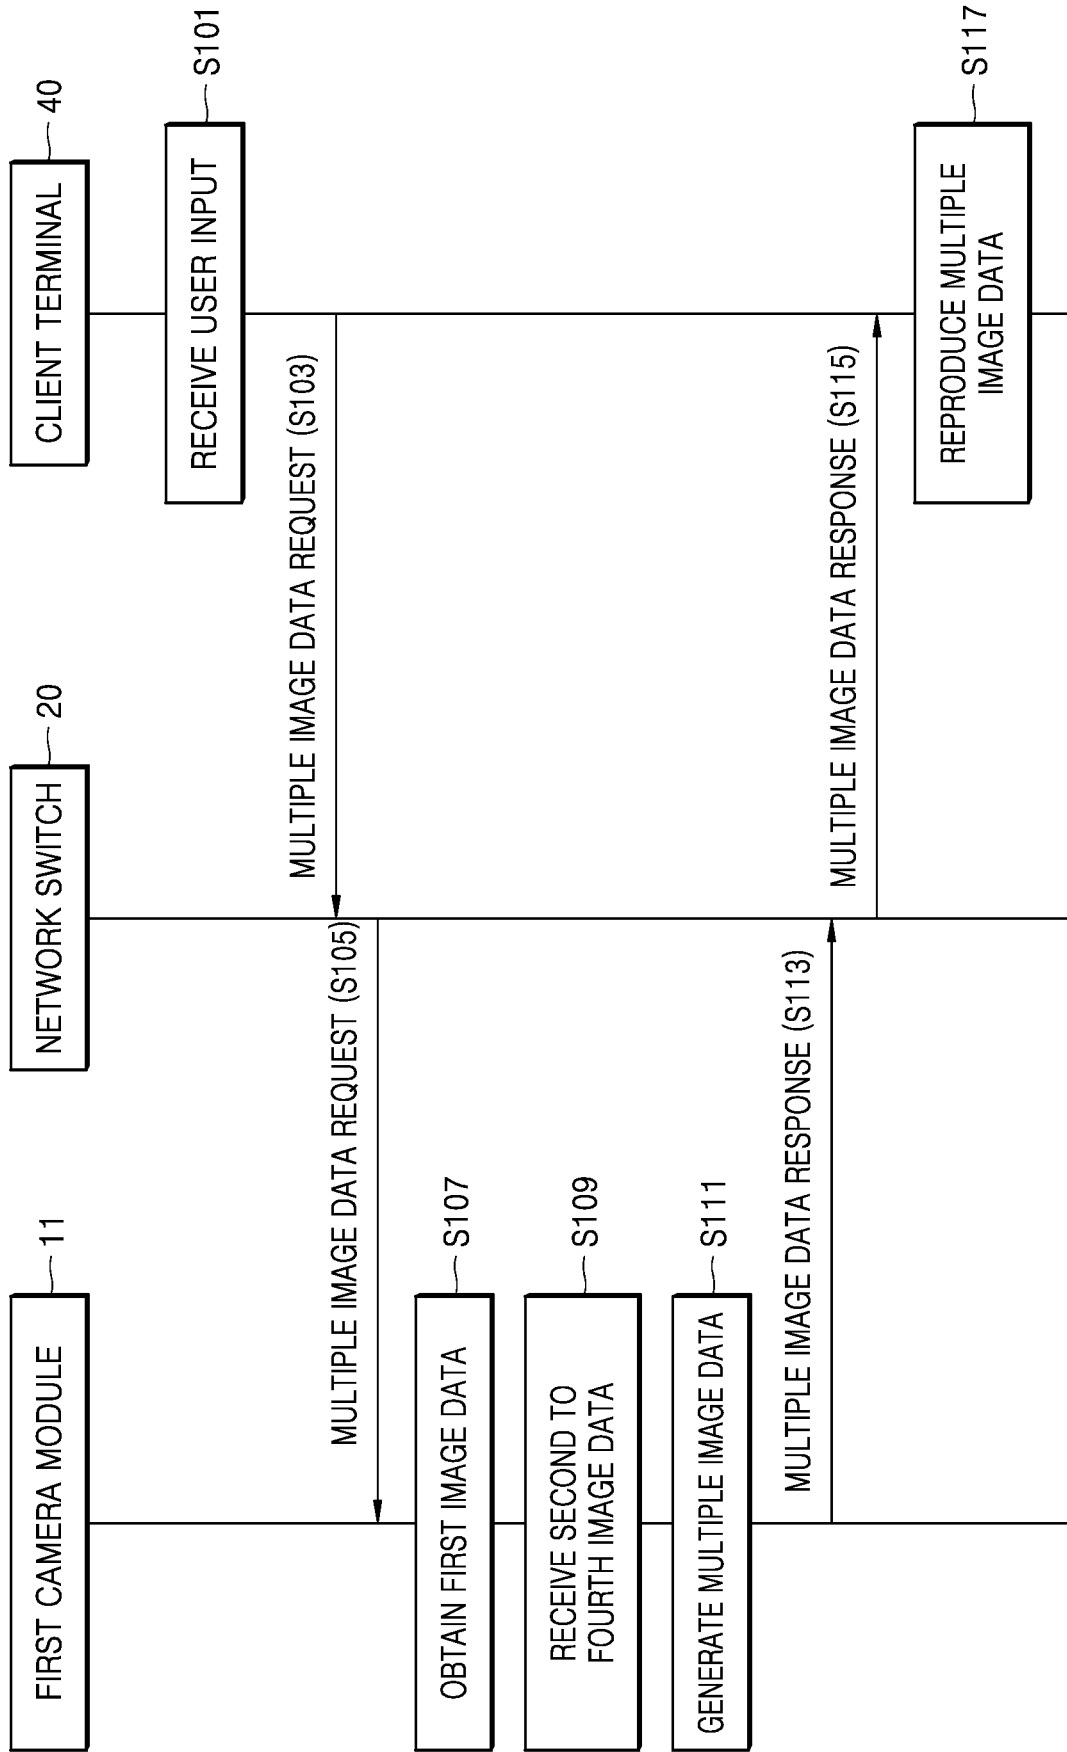 FIRST CAMERA MODULE
11
NETWORK SWITCH
20
CLIENT TERMINAL
40
RECEIVE USER INPUT
S101
MULTIPLE IMAGE DATA REQUEST (S103)
MULTIPLE IMAGE DATA REQUEST (S105)
OBTAIN FIRST IMAGE DATA
S107
RECEIVE SECOND TO
FOURTH IMAGE DATA
S109
GENERATE MULTIPLE IMAGE DATA
S111
MULTIPLE IMAGE DATA RESPONSE (S113)
MULTIPLE IMAGE DATA RESPONSE (S115)
REPRODUCE MULTIPLE
IMAGE DATA
S117